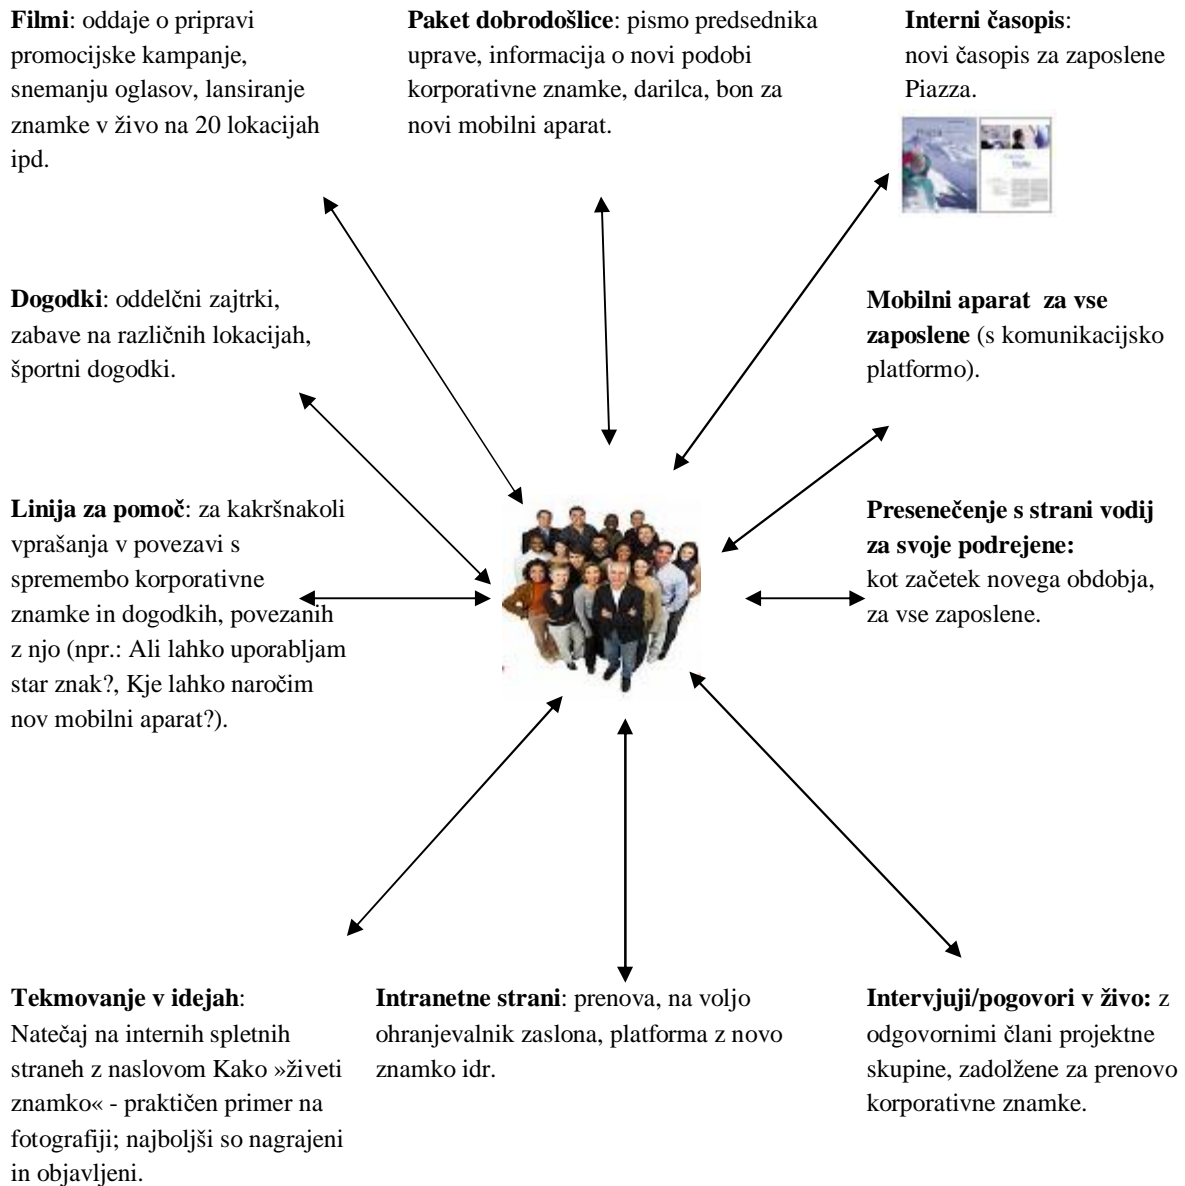 Filmi: oddaje o pripravi
promocijske kampanje,
snemanju oglasov, lansiranje
znamke v živo na 20 lokacijah
ipd.
Paket dobrodošlice: pismo predsednika
uprave, informacija o novi podobi
korporativne znamke, darilca, bon za
novi mobilni aparat.
Interni časopis:
novi časopis za zaposlene
Piazza.
Dogodki: oddelčni zajtrki,
zabave na različnih lokacijah,
športni dogodki.
Mobilni aparat za vse
zaposlene (s komunikacijsko
platformo).
Linija za pomoč: za kakršnakoli
vprašanja v povezavi s
spremembo korporativne
znamke in dogodkih, povezanih
z njo (npr.: Ali lahko uporabljam
star znak?, Kje lahko naročim
nov mobilni aparat?).
Presenečenje s strani vodij
za svoje podrejene:
kot začetek novega obdobja,
za vse zaposlene.
Tekmovanje v idejah:
Natečaj na internih spletnih
straneh z naslovom Kako »živeti
znamko« - praktičen primer na
fotografiji; najboljši so nagrajeni
in objavljeni.
Intranetne strani: prenova, na voljo
ohranjevalnik zaslona, platforma z novo
znamko idr.
Intervjuji/pogovori v živo: z
odgovornimi člani projektne
skupine, zadolžene za prenovo
korporativne znamke.